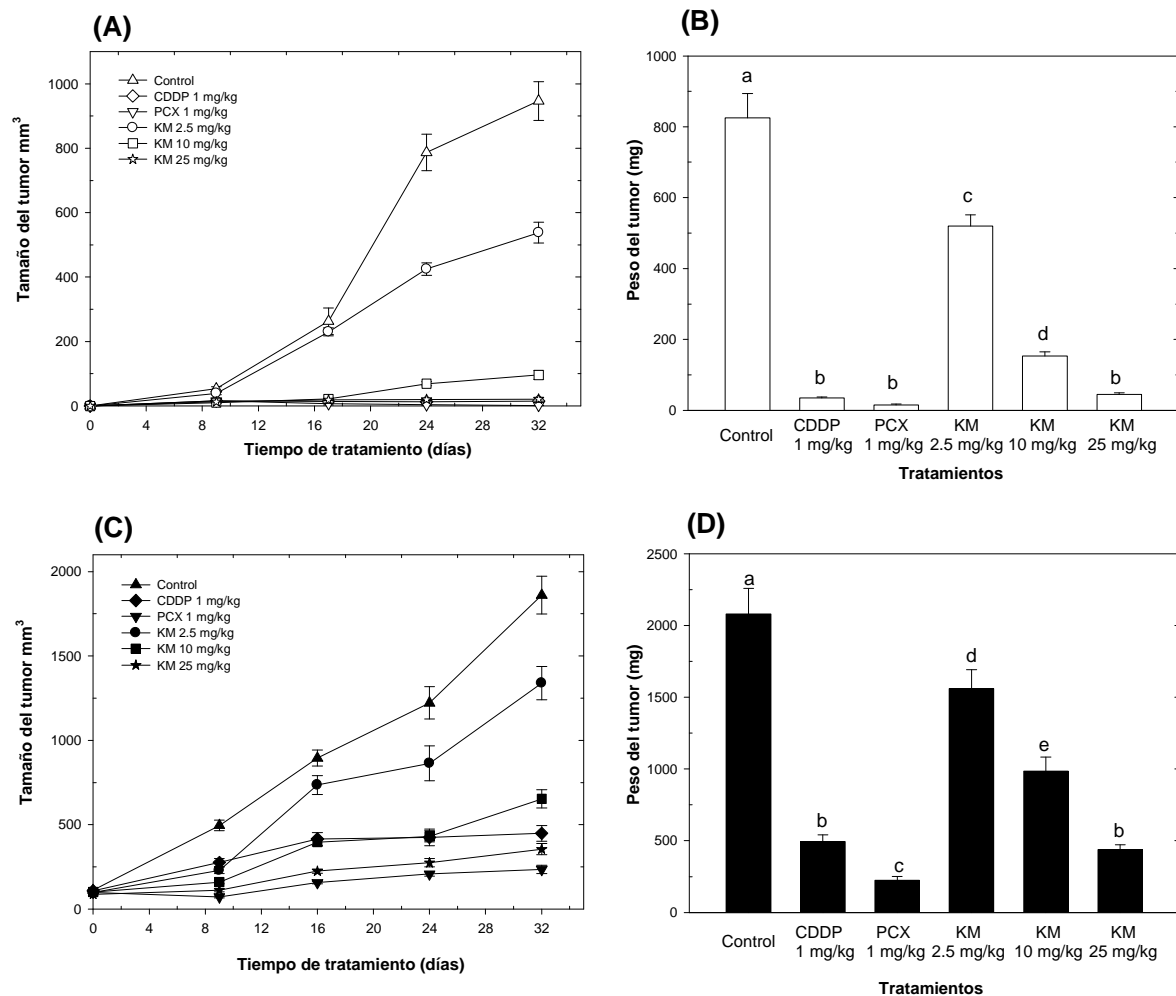 (A)
Tamaño del tumor mm³
1000
800
600
400
200
0
Control
CDDP 1 mg/kg
PCX 1 mg/kg
KM 2.5 mg/kg
KM 10 mg/kg
KM 25 mg/kg
0 4 8 12 16 20 24 28 32
Tiempo de tratamiento (días)
(B)
Peso del tumor (mg)
1000
800
600
400
200
0
a
b
b
c
d
b
Control CDDP PCX KM KM KM
1 mg/kg 1 mg/kg 2.5 mg/kg 10 mg/kg 25 mg/kg
Tratamientos
(C)
Tamaño del tumor mm³
2000
1500
1000
500
0
Control
CDDP 1 mg/kg
PCX 1 mg/kg
KM 2.5 mg/kg
KM 10 mg/kg
KM 25 mg/kg
0 4 8 12 16 20 24 28 32
Tiempo de tratamiento (días)
(D)
Peso del tumor (mg)
2500
2000
1500
1000
500
0
a
b
c
d
e
b
Control CDDP PCX KM KM KM
1 mg/kg 1 mg/kg 2.5 mg/kg 10 mg/kg 25 mg/kg
Tratamientos